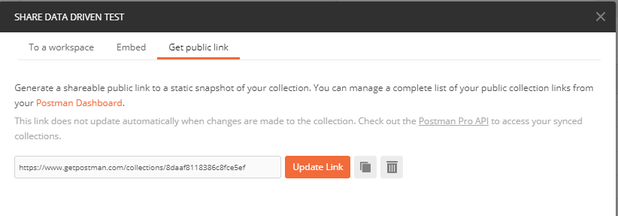 SHARE DATA DRIVEN TEST
To a workspace Embed Get public link
Generate a shareable public link to a static snapshot of your collection. You can manage a complete list of your public collection links from
your Postman Dashboard.
This link does not update automatically when changes are made to the collection. Check out the Postman Pro API to access your synced
collections.
https://www.getpostman.com/collections/8daaf8118386c8fce5ef Update Link